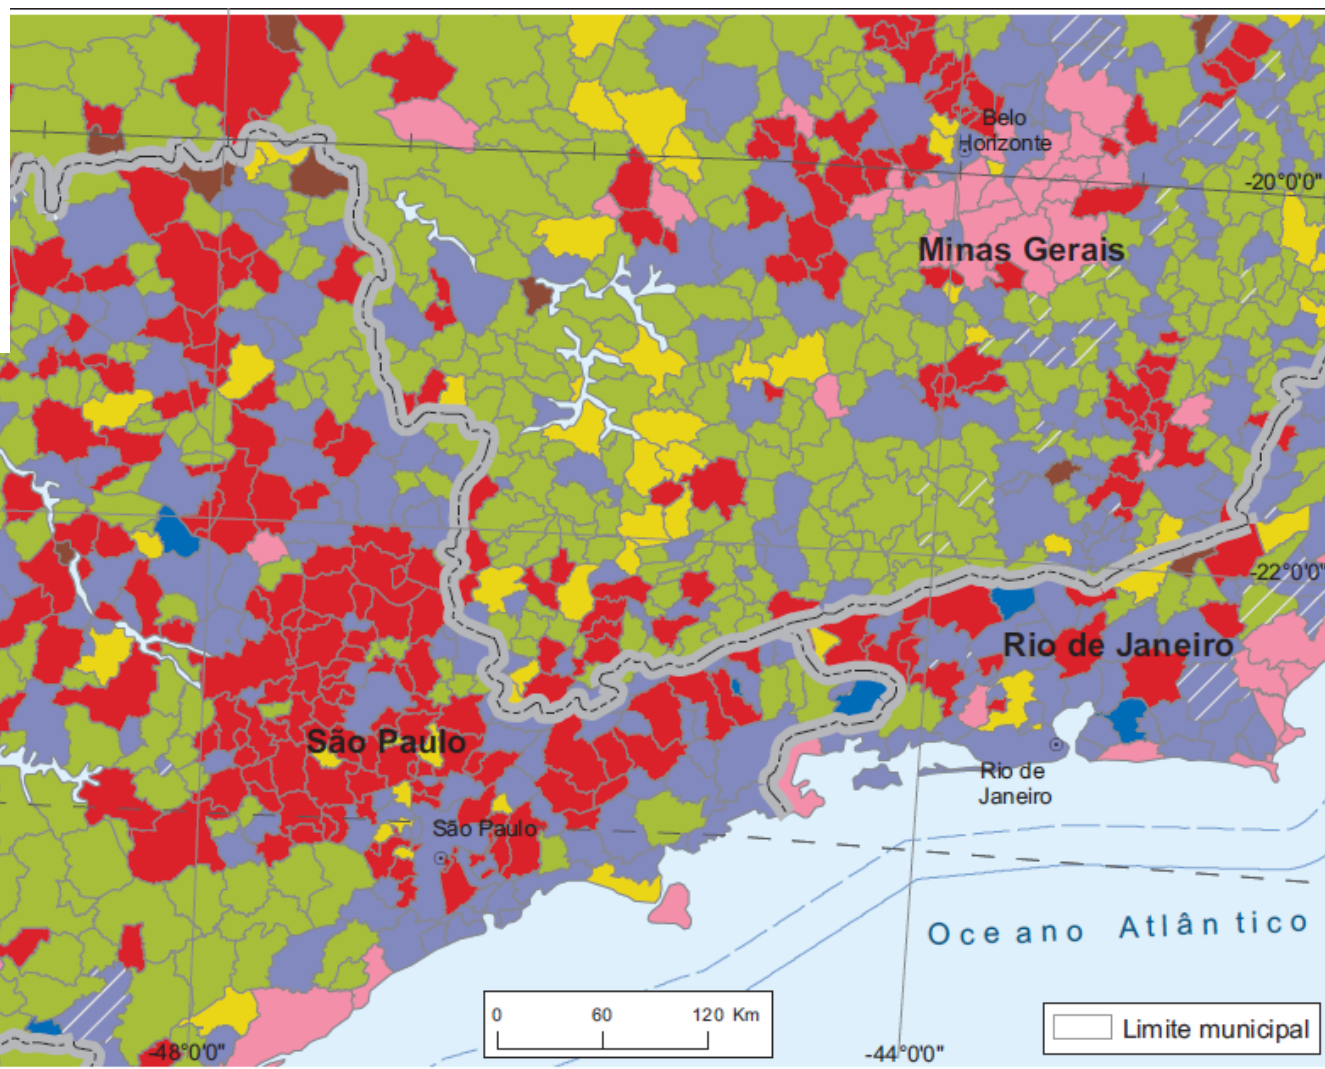 Belo
Horizonte
-20°0'0"
Minas Gerais
-22°0'0"
Rio de Janeiro
São Paulo
Rio de
Janeiro
São Paulo
Oceano Atlântico
0 60 120 Km
Limite municipal
-48°0'0"
-44°0'0"